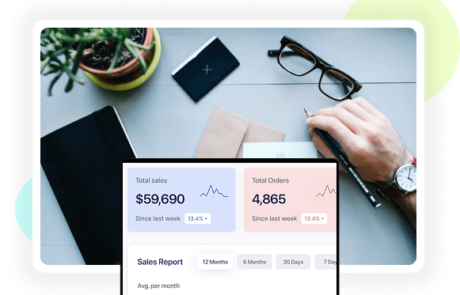 Total sales
$59,690
Since last week 13.4%
Total Orders
4,865
Since last week 13.4%
Sales Report 12 Months 6 Months 30 Days 7 Day
Avg. per month